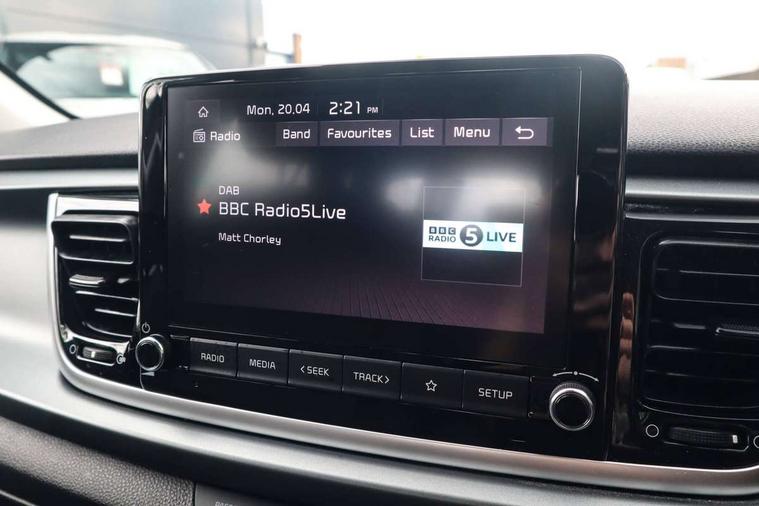 Mon, 20.04 2:21 PM
Radio Band Favourites List Menu
DAB
BBC Radio5Live
Matt Chorley
BBC
RADIO 5 LIVE
RADIO MEDIA <SEEK TRACK> SETUP